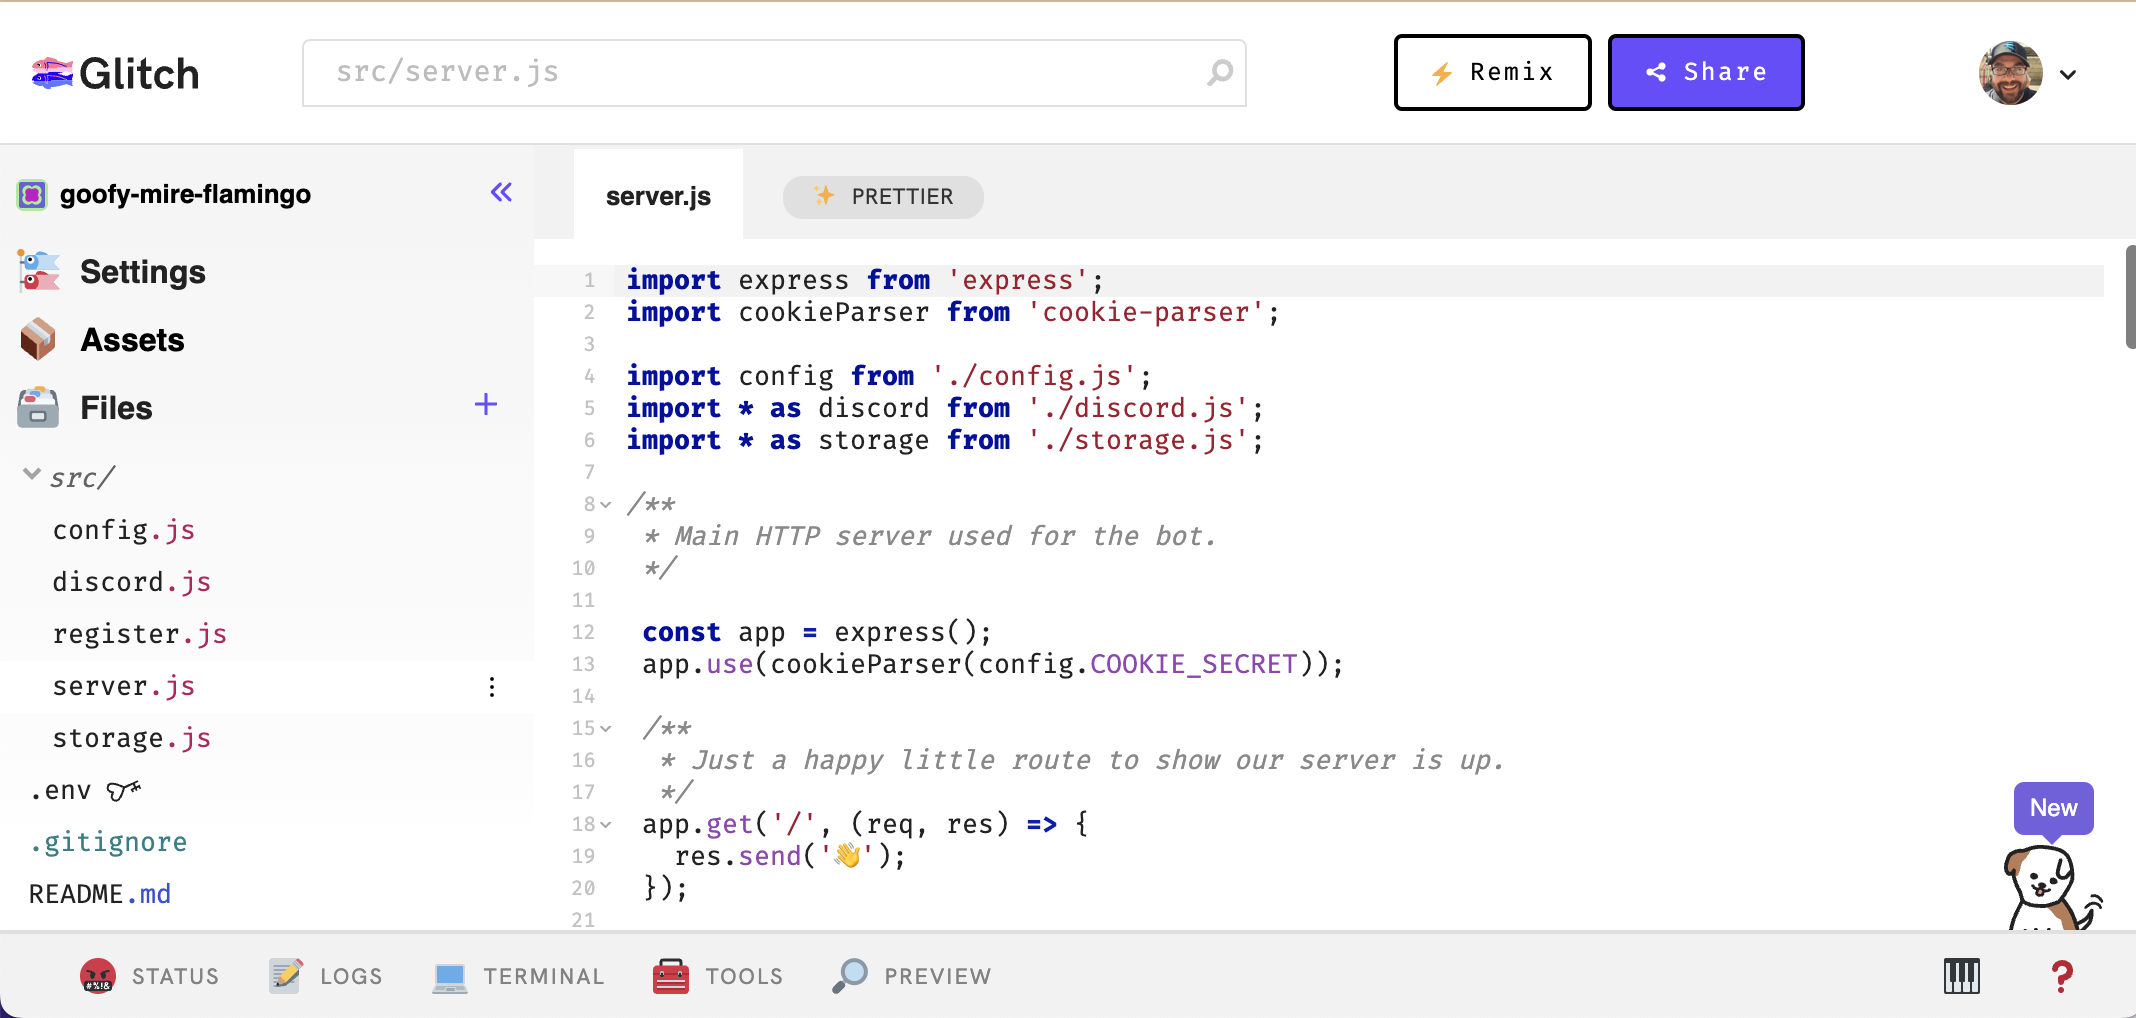 Glitch
src/server.js
Remix
Share
goofy-mire-flamingo
Settings
Assets
Files
src/
config.js
discord.js
register.js
server.js
storage.js
.env
.gitignore
README.md
server.js
PRETTIER
1 import express from 'express';
2 import cookieParser from 'cookie-parser';
3
4 import config from './config.js';
5 import * as discord from './discord.js';
6 import * as storage from './storage.js';
7
8 /**
9 * Main HTTP server used for the bot.
10 */
11
12 const app = express();
13 app.use(cookieParser(config.COOKIE_SECRET));
14
15 /**
16 * Just a happy little route to show our server is up.
17 */
18 app.get('/', (req, res) => {
19 res.send('👋');
20 });
21
New
#%!&
STATUS
LOGS
TERMINAL
TOOLS
PREVIEW
?